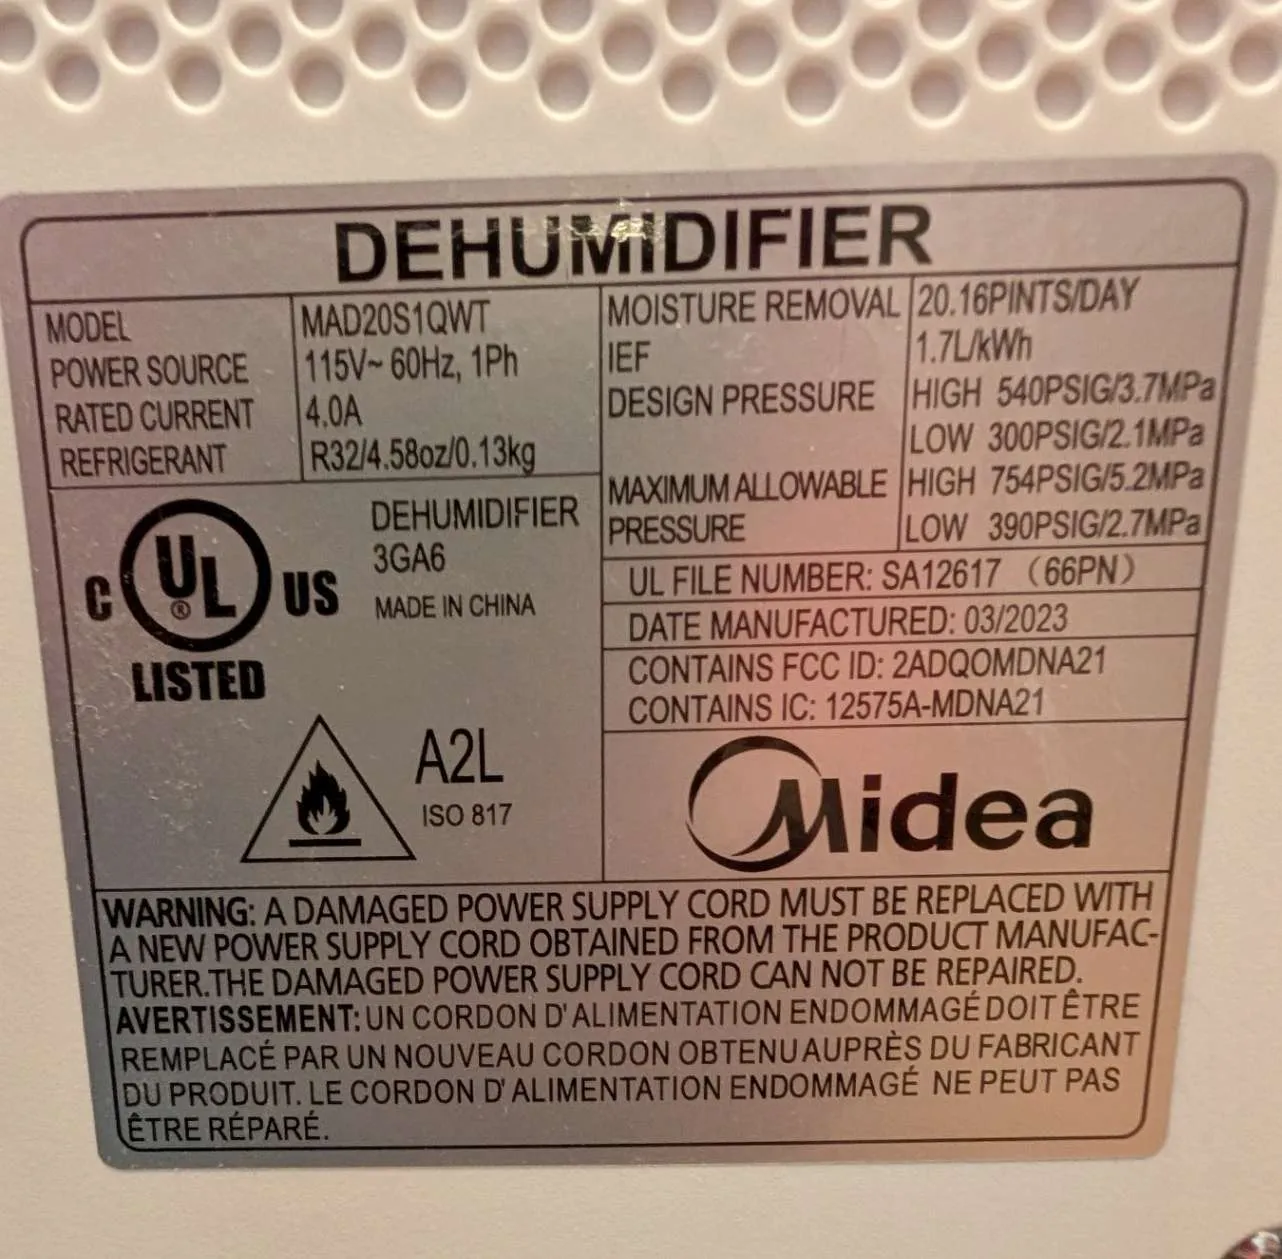 DEHUMIDIFIER
MODEL MAD20S1QWT
POWER SOURCE 115V~ 60Hz, 1Ph
RATED CURRENT 4.0A
REFRIGERANT R32/4.58oz/0.13kg
MOISTURE REMOVAL 20.16PINTS/DAY
IEF 1.7L/kWh
DESIGN PRESSURE HIGH 540PSIG/3.7MPa
LOW 300PSIG/2.1MPa
MAXIMUM ALLOWABLE HIGH 754PSIG/5.2MPa
PRESSURE LOW 390PSIG/2.7MPa
C UL ® US
LISTED
DEHUMIDIFIER
3GA6
MADE IN CHINA
UL FILE NUMBER: SA12617 (66PN)
DATE MANUFACTURED: 03/2023
CONTAINS FCC ID: 2ADQOMDNA21
CONTAINS IC: 12575A-MDNA21
A2L
ISO 817
Midea
WARNING: A DAMAGED POWER SUPPLY CORD MUST BE REPLACED WITH
A NEW POWER SUPPLY CORD OBTAINED FROM THE PRODUCT MANUFAC-
TURER.THE DAMAGED POWER SUPPLY CORD CAN NOT BE REPAIRED.
AVERTISSEMENT: UN CORDON D'ALIMENTATION ENDOMMAGÉ DOIT ÊTRE
REMPLACÉ PAR UN NOUVEAU CORDON OBTENU AUPRÈS DU FABRICANT
DU PRODUIT. LE CORDON D'ALIMENTATION ENDOMMAGÉ NE PEUT PAS
ÊTRE RÉPARÉ.